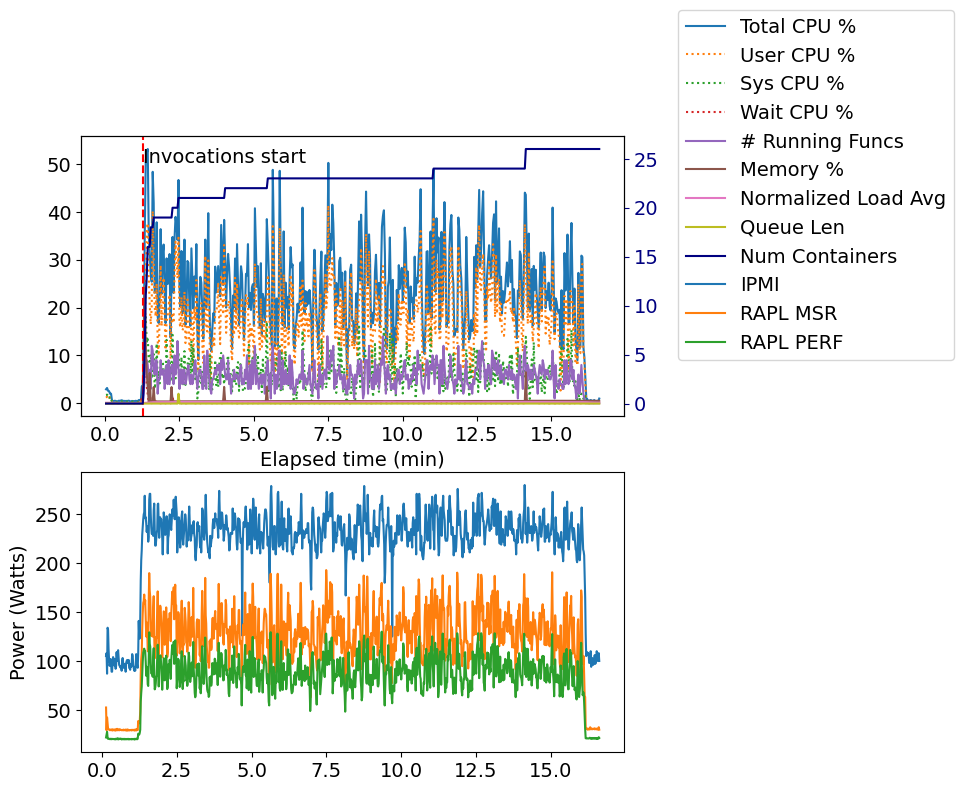 Total CPU %
User CPU %
Sys CPU %
Wait CPU %
# Running Funcs
Memory %
Normalized Load Avg
Queue Len
Num Containers
IPMI
RAPL MSR
RAPL PERF
Invocations start
50
40
30
20
10
0
25
20
15
10
5
0
0.0 2.5 5.0 7.5 10.0 12.5 15.0
Elapsed time (min)
Power (Watts)
250
200
150
100
50
0.0 2.5 5.0 7.5 10.0 12.5 15.0